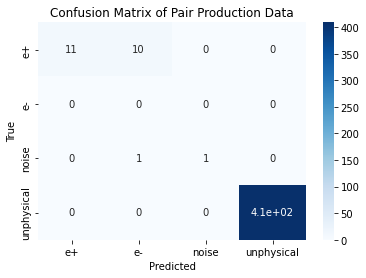 Confusion Matrix of Pair Production Data
e+ 11 10 0 0
e- 0 0 0 0
noise 0 1 1 0
unphysical 0 0 0 4.1e+02
True
e+ e- noise unphysical
Predicted
400
350
300
250
200
150
100
50
0